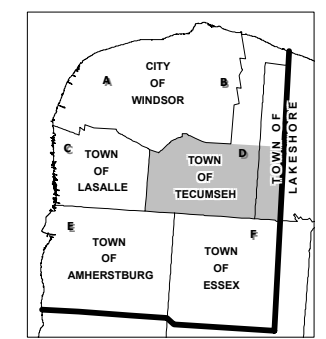 CITY
OF
WINDSOR
A
B
C
TOWN
OF
LASALLE
TOWN
OF
TECUMSEH
D
TOWN OF
LAKESHORE
E
TOWN
OF
AMHERSTBURG
TOWN
OF
ESSEX
F